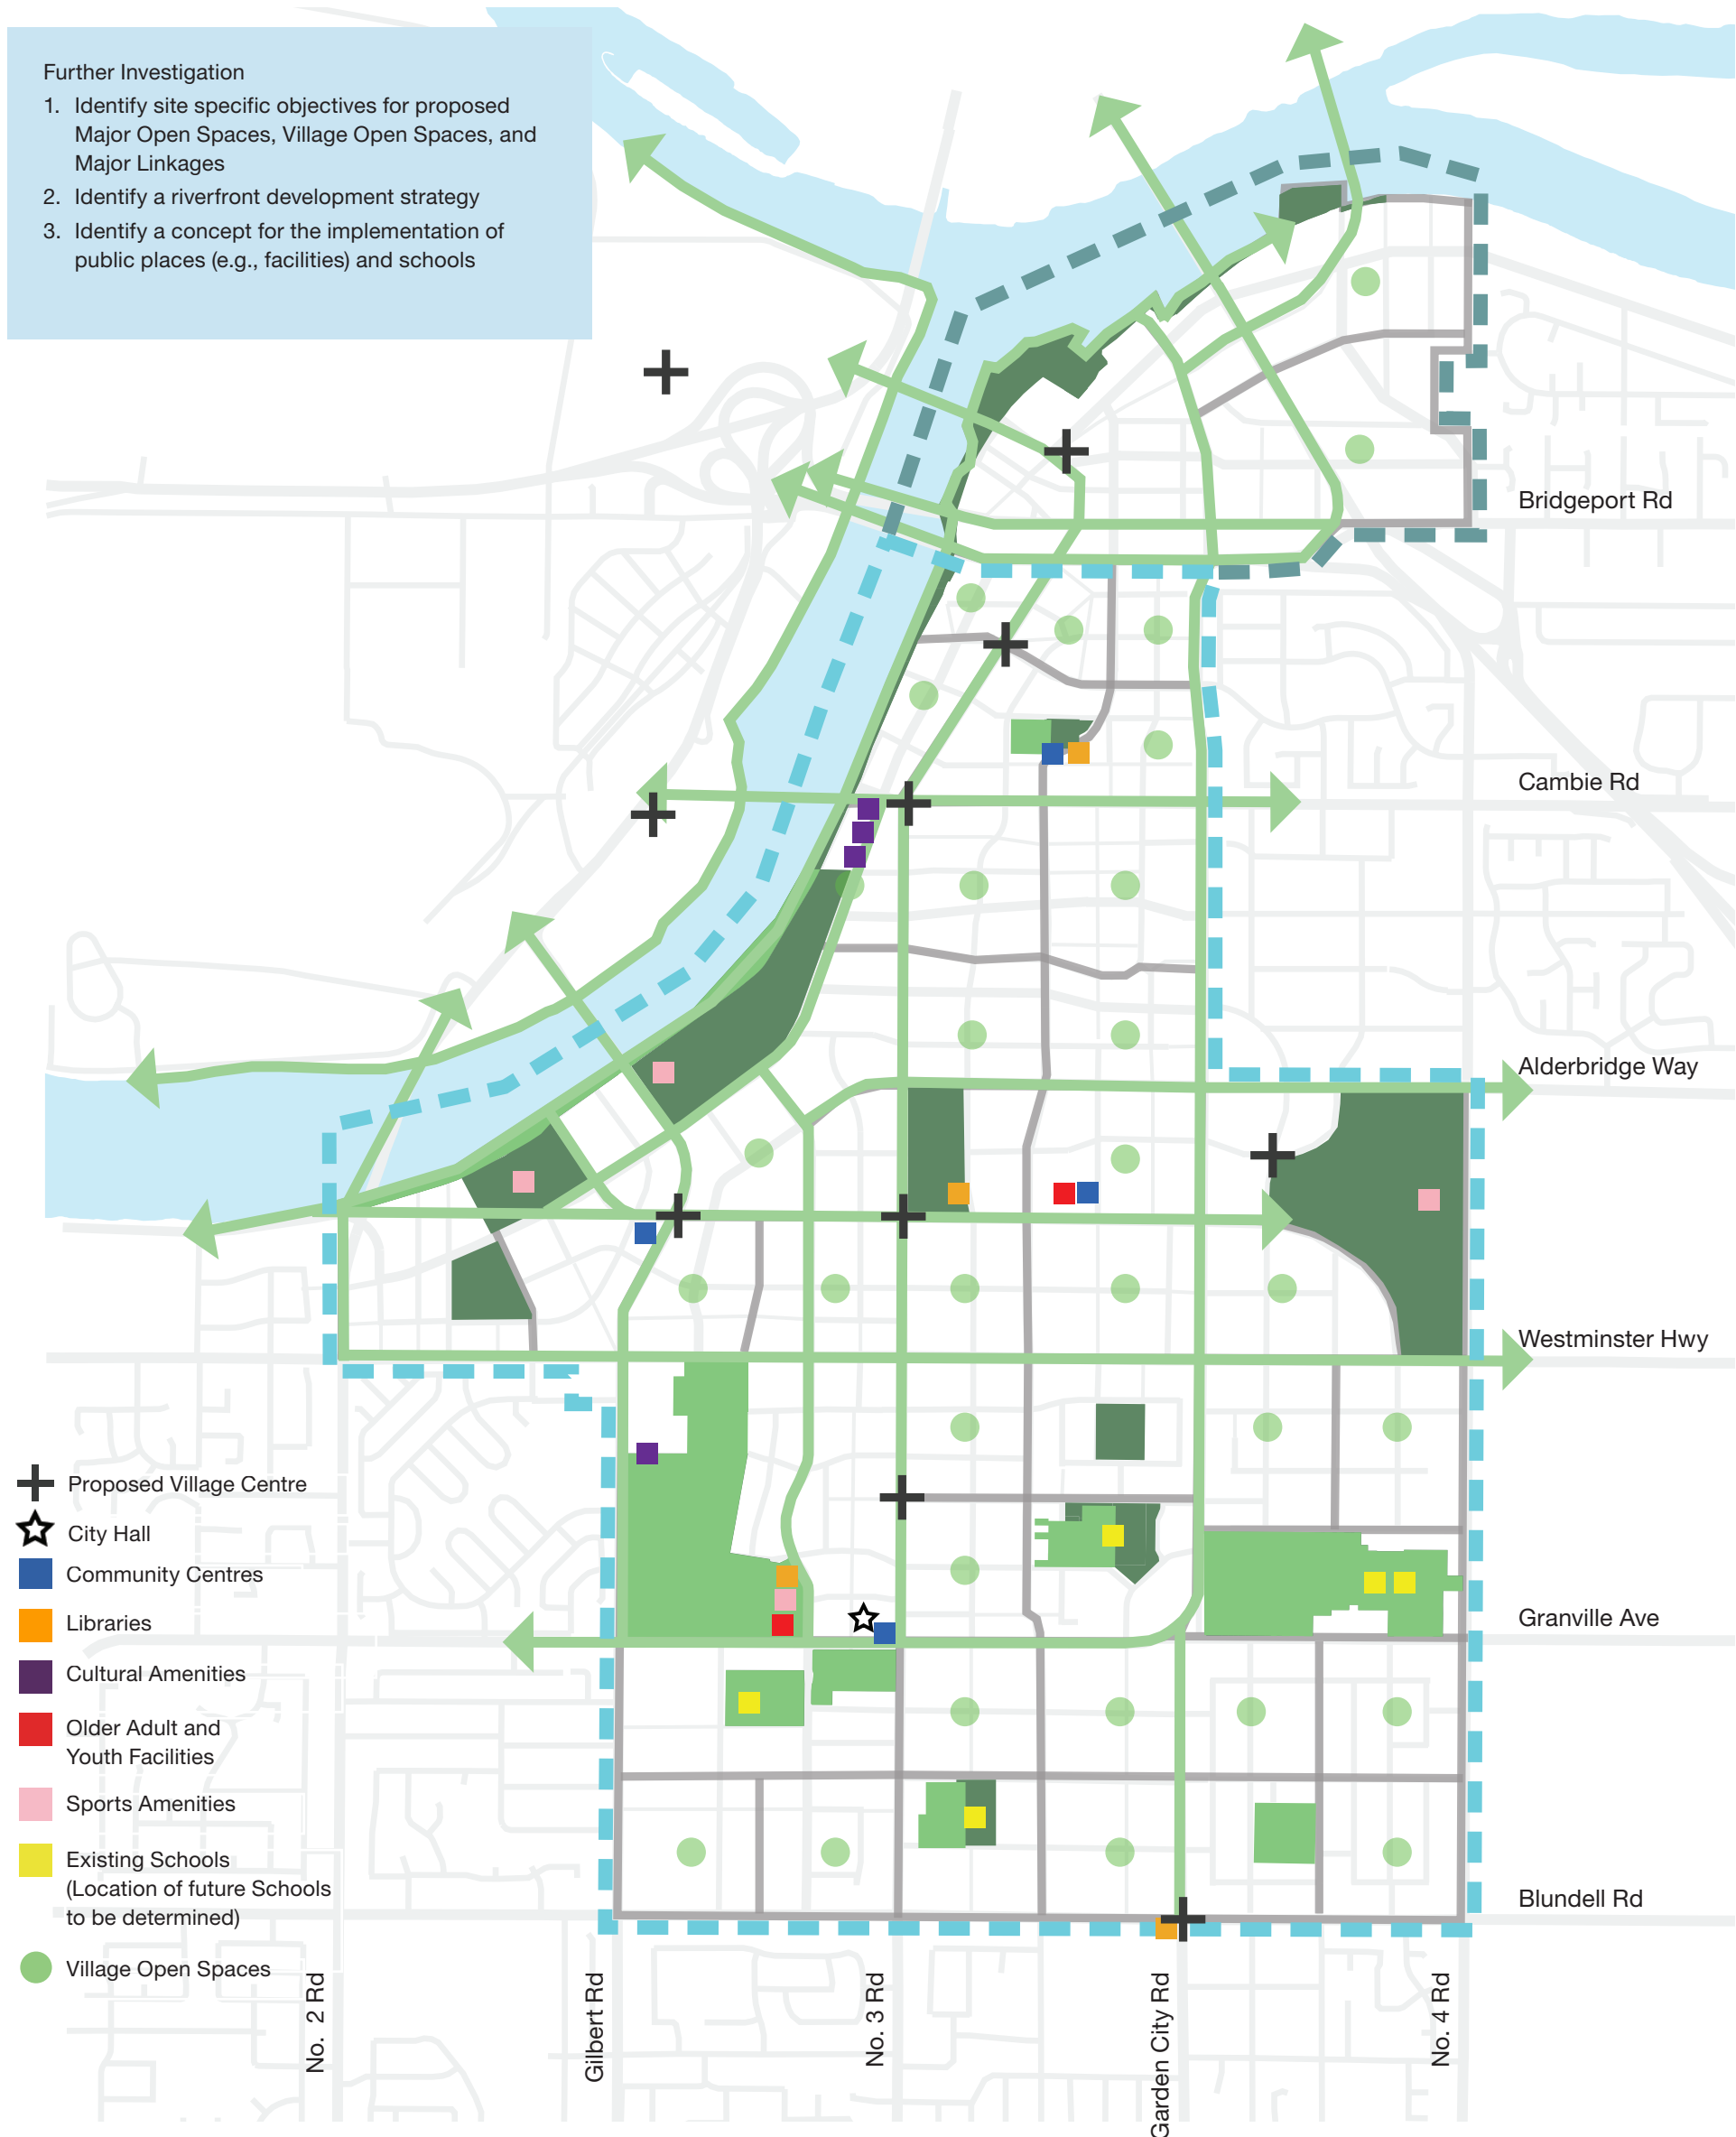 Further Investigation
1. Identify site specific objectives for proposed
Major Open Spaces, Village Open Spaces, and
Major Linkages
2. Identify a riverfront development strategy
3. Identify a concept for the implementation of
public places (e.g., facilities) and schools
Bridgeport Rd
Cambie Rd
Alderbridge Way
Westminster Hwy
Granville Ave
Blundell Rd
Proposed Village Centre
City Hall
Community Centres
Libraries
Cultural Amenities
Older Adult and
Youth Facilities
Sports Amenities
Existing Schools
(Location of future Schools
to be determined)
Village Open Spaces
No. 2 Rd
Gilbert Rd
No. 3 Rd
Garden City Rd
No. 4 Rd